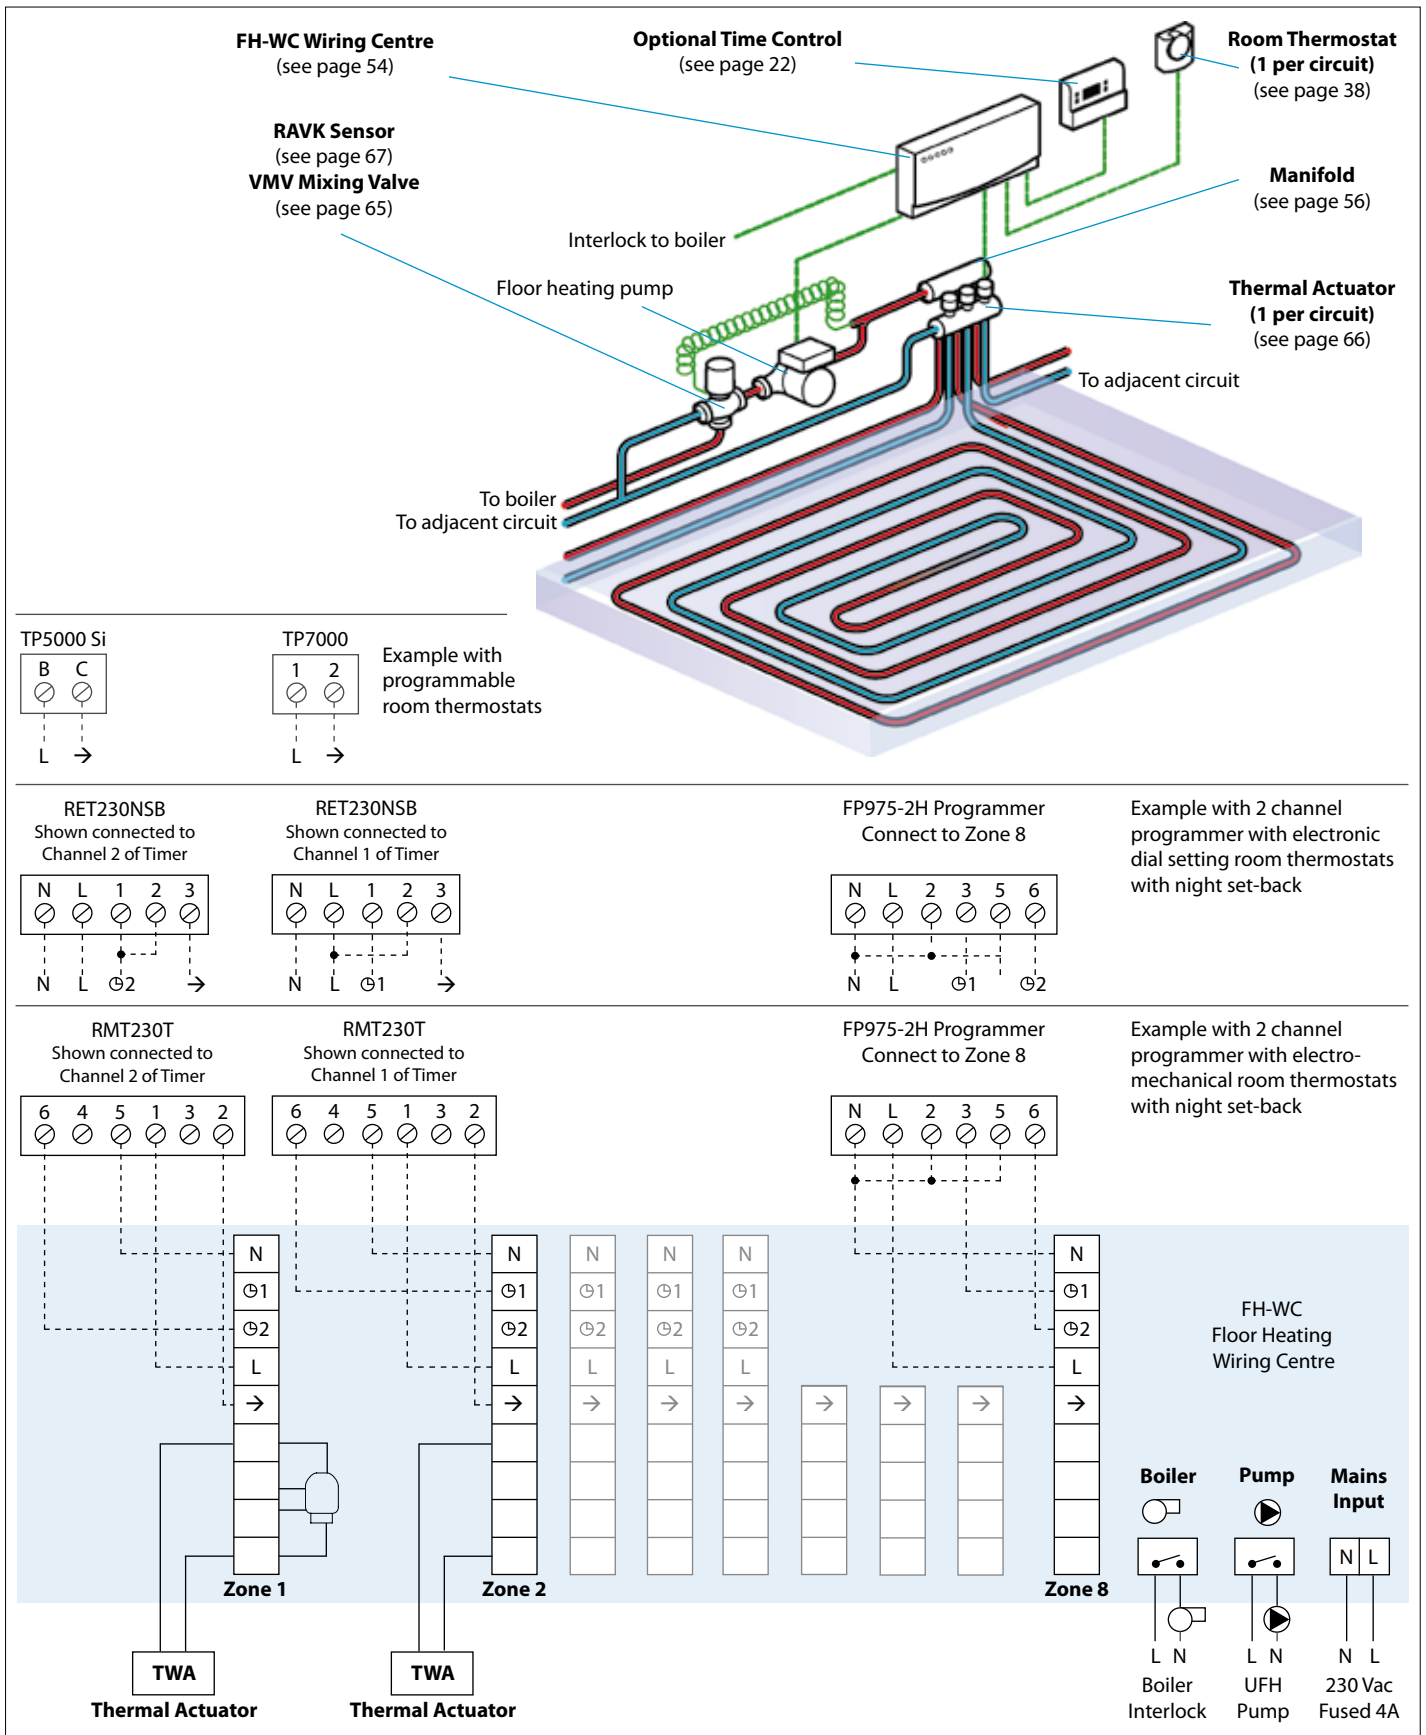 FH-WC Wiring Centre
(see page 54)
Optional Time Control
(see page 22)
Room Thermostat
(1 per circuit)
(see page 38)
RAVK Sensor
(see page 67)
VMV Mixing Valve
(see page 65)
Manifold
(see page 56)
Interlock to boiler
Floor heating pump
Thermal Actuator
(1 per circuit)
(see page 66)
To adjacent circuit
To boiler
To adjacent circuit
TP5000 Si
B C
L →
TP7000
1 2
L →
Example with
programmable
room thermostats
RET230NSB
Shown connected to
Channel 2 of Timer
N L 1 2 3
N L ◷2 →
RET230NSB
Shown connected to
Channel 1 of Timer
N L 1 2 3
N L ◷1 →
FP975-2H Programmer
Connect to Zone 8
N L 2 3 5 6
N L ◷1 ◷2
Example with 2 channel
programmer with electronic
dial setting room thermostats
with night set-back
RMT230T
Shown connected to
Channel 2 of Timer
6 4 5 1 3 2
RMT230T
Shown connected to
Channel 1 of Timer
6 4 5 1 3 2
FP975-2H Programmer
Connect to Zone 8
N L 2 3 5 6
Example with 2 channel
programmer with electro-
mechanical room thermostats
with night set-back
N N N N N N
◷1 ◷1 ◷1 ◷1 ◷1 ◷1
◷2 ◷2 ◷2 ◷2 ◷2 ◷2
L L L L L L
→ → → → → → → → →
FH-WC
Floor Heating
Wiring Centre
Zone 1
Zone 2
Zone 8
Boiler
Pump
Mains
Input
N L
TWA
Thermal Actuator
TWA
Thermal Actuator
L N
Boiler
Interlock
L N
UFH
Pump
N L
230 Vac
Fused 4A